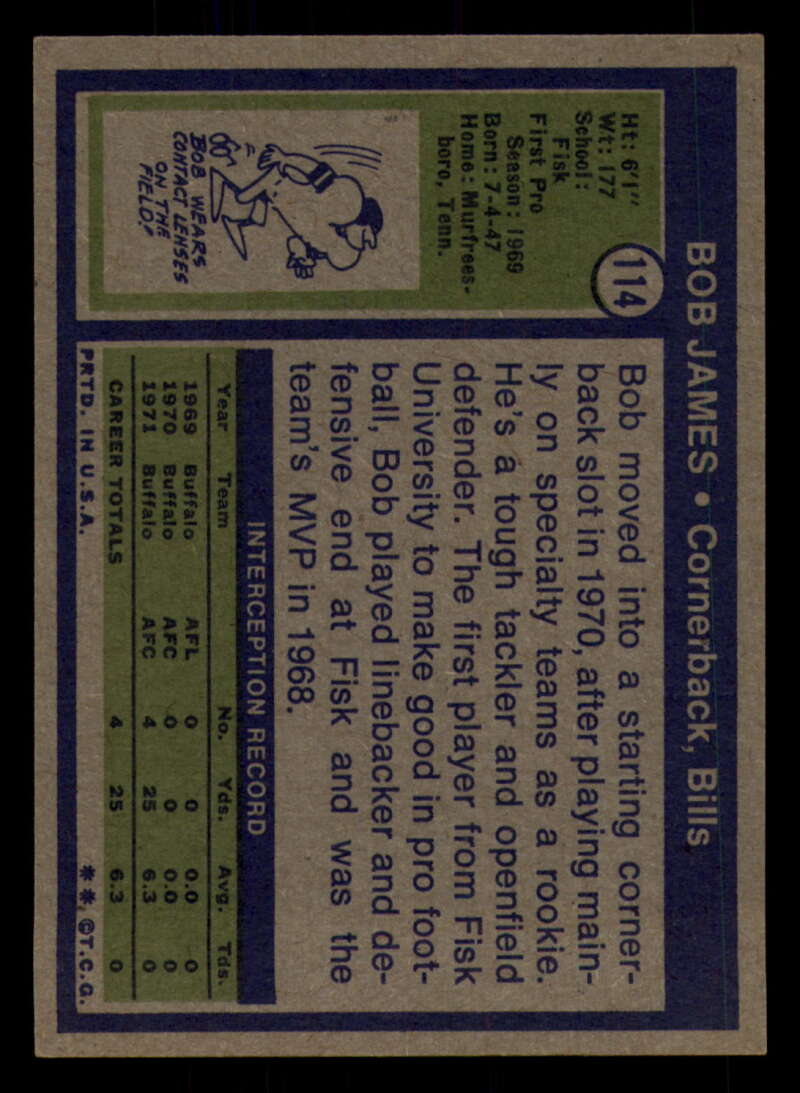 BOB JAMES • Cornerback, Bills
114
Ht: 6'1"
Wt: 177
School:
Fisk
First Pro
Season: 1969
Born: 7-4-47
Home: Murfrees-
boro, Tenn.
BOB WEARS
CONTACT LENSES
ON THE
FIELD!
Bob moved into a starting corner-
back slot in 1970, after playing main-
ly on specialty teams as a rookie.
He's a tough tackler and openfield
defender. The first player from Fisk
University to make good in pro foot-
ball, Bob played linebacker and de-
fensive end at Fisk and was the
team's MVP in 1968.
INTERCEPTION RECORD
Year Team No. Yds. Avg. Tds.
1969 Buffalo AFL 0 0 0.0 0
1970 Buffalo AFC 0 0 0.0 0
1971 Buffalo AFC 4 25 6.3 0
CAREER TOTALS 4 25 6.3 0
PRTD. IN U.S.A. **, ©T.C.G.